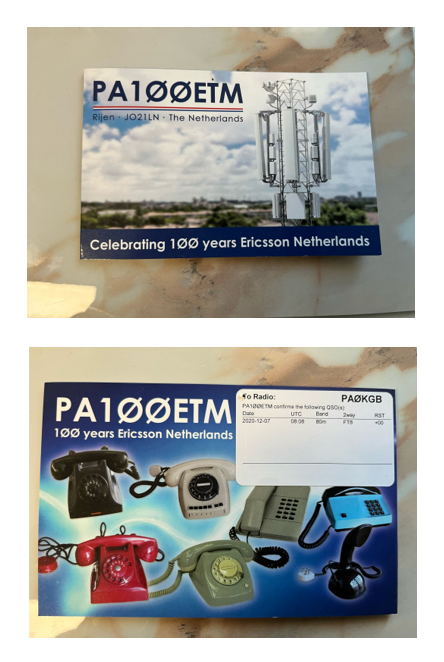 PA1ØØETM
Rijen · JO21LN · The Netherlands
Celebrating 1ØØ years Ericsson Netherlands
PA1ØØETM
1ØØ years Ericsson Netherlands
To Radio: PAØKGB
PA1ØØETM confirms the following QSO(s):
Date UTC Band 2way RST
2020-12-07 08:08 80m FT8 +00